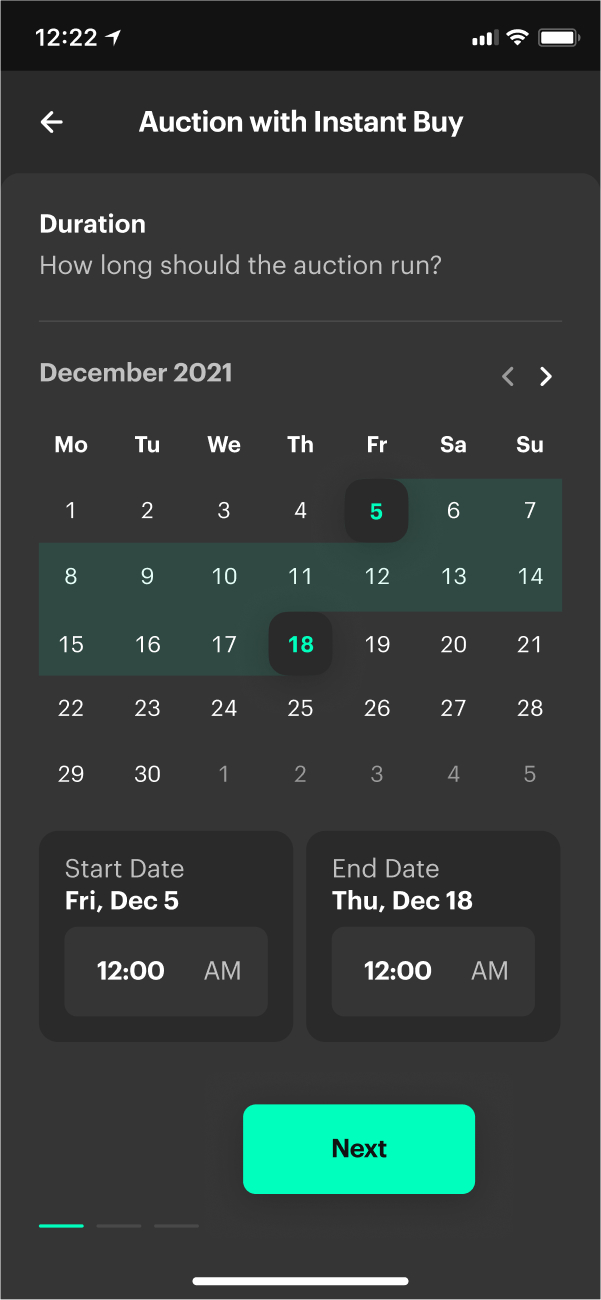 12:22
Auction with Instant Buy
Duration
How long should the auction run?
December 2021
Mo Tu We Th Fr Sa Su
1 2 3 4 5 6 7
8 9 10 11 12 13 14
15 16 17 18 19 20 21
22 23 24 25 26 27 28
29 30 1 2 3 4 5
Start Date End Date
Fri, Dec 5 Thu, Dec 18
12:00 AM 12:00 AM
Next